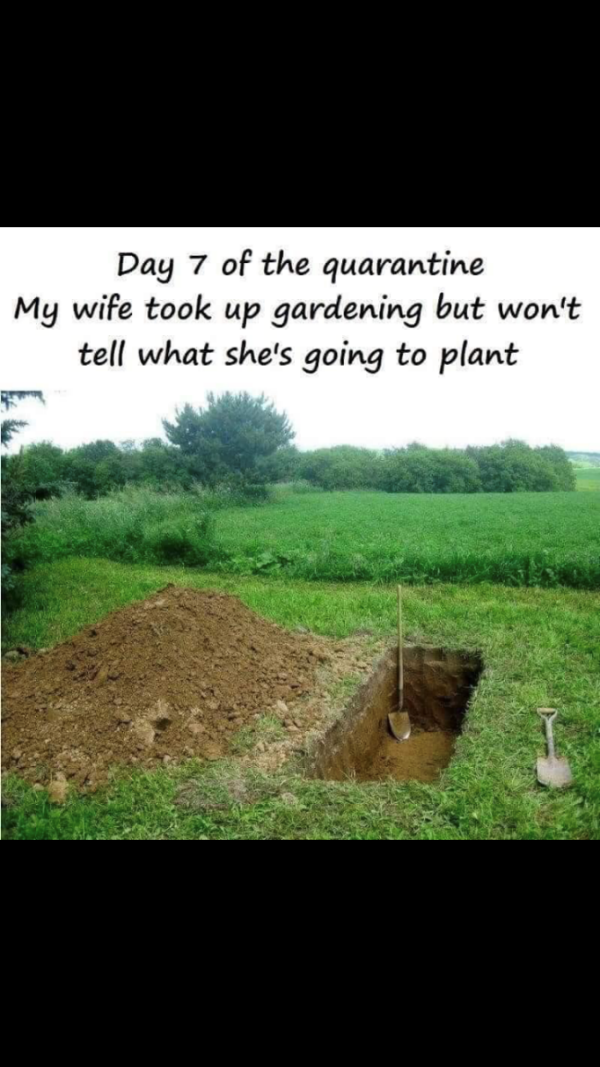 Day 7 of the quarantine
My wife took up gardening but won't
tell what she's going to plant